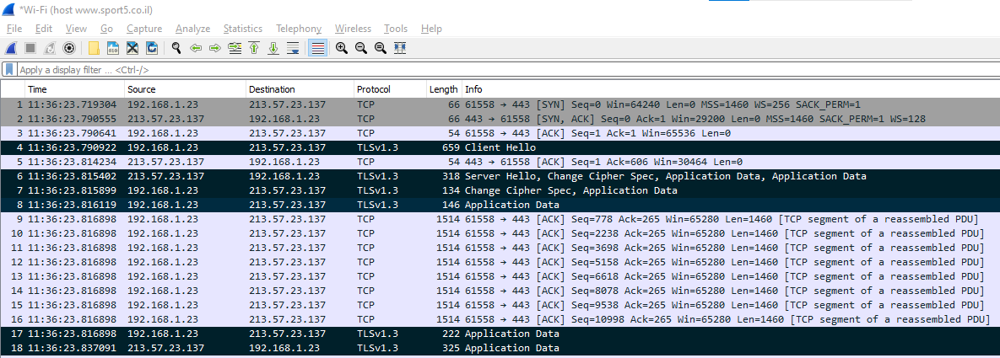 *Wi-Fi (host www.sport5.co.il)
File Edit View Go Capture Analyze Statistics Telephony Wireless Tools Help
Apply a display filter ... <Ctrl-/>
Time Source Destination Protocol Length Info
1 11:36:23.719304 192.168.1.23 213.57.23.137 TCP 66 61558 → 443 [SYN] Seq=0 Win=64240 Len=0 MSS=1460 WS=256 SACK_PERM=1
2 11:36:23.790555 213.57.23.137 192.168.1.23 TCP 66 443 → 61558 [SYN, ACK] Seq=0 Ack=1 Win=29200 Len=0 MSS=1460 SACK_PERM=1 WS=128
3 11:36:23.790641 192.168.1.23 213.57.23.137 TCP 54 61558 → 443 [ACK] Seq=1 Ack=1 Win=65536 Len=0
4 11:36:23.790922 192.168.1.23 213.57.23.137 TLSv1.3 659 Client Hello
5 11:36:23.814234 213.57.23.137 192.168.1.23 TCP 54 443 → 61558 [ACK] Seq=1 Ack=606 Win=30464 Len=0
6 11:36:23.815402 213.57.23.137 192.168.1.23 TLSv1.3 318 Server Hello, Change Cipher Spec, Application Data, Application Data
7 11:36:23.815899 192.168.1.23 213.57.23.137 TLSv1.3 134 Change Cipher Spec, Application Data
8 11:36:23.816119 192.168.1.23 213.57.23.137 TLSv1.3 146 Application Data
9 11:36:23.816898 192.168.1.23 213.57.23.137 TCP 1514 61558 → 443 [ACK] Seq=778 Ack=265 Win=65280 Len=1460 [TCP segment of a reassembled PDU]
10 11:36:23.816898 192.168.1.23 213.57.23.137 TCP 1514 61558 → 443 [ACK] Seq=2238 Ack=265 Win=65280 Len=1460 [TCP segment of a reassembled PDU]
11 11:36:23.816898 192.168.1.23 213.57.23.137 TCP 1514 61558 → 443 [ACK] Seq=3698 Ack=265 Win=65280 Len=1460 [TCP segment of a reassembled PDU]
12 11:36:23.816898 192.168.1.23 213.57.23.137 TCP 1514 61558 → 443 [ACK] Seq=5158 Ack=265 Win=65280 Len=1460 [TCP segment of a reassembled PDU]
13 11:36:23.816898 192.168.1.23 213.57.23.137 TCP 1514 61558 → 443 [ACK] Seq=6618 Ack=265 Win=65280 Len=1460 [TCP segment of a reassembled PDU]
14 11:36:23.816898 192.168.1.23 213.57.23.137 TCP 1514 61558 → 443 [ACK] Seq=8078 Ack=265 Win=65280 Len=1460 [TCP segment of a reassembled PDU]
15 11:36:23.816898 192.168.1.23 213.57.23.137 TCP 1514 61558 → 443 [ACK] Seq=9538 Ack=265 Win=65280 Len=1460 [TCP segment of a reassembled PDU]
16 11:36:23.816898 192.168.1.23 213.57.23.137 TCP 1514 61558 → 443 [ACK] Seq=10998 Ack=265 Win=65280 Len=1460 [TCP segment of a reassembled PDU]
17 11:36:23.816898 192.168.1.23 213.57.23.137 TLSv1.3 222 Application Data
18 11:36:23.837091 213.57.23.137 192.168.1.23 TLSv1.3 325 Application Data